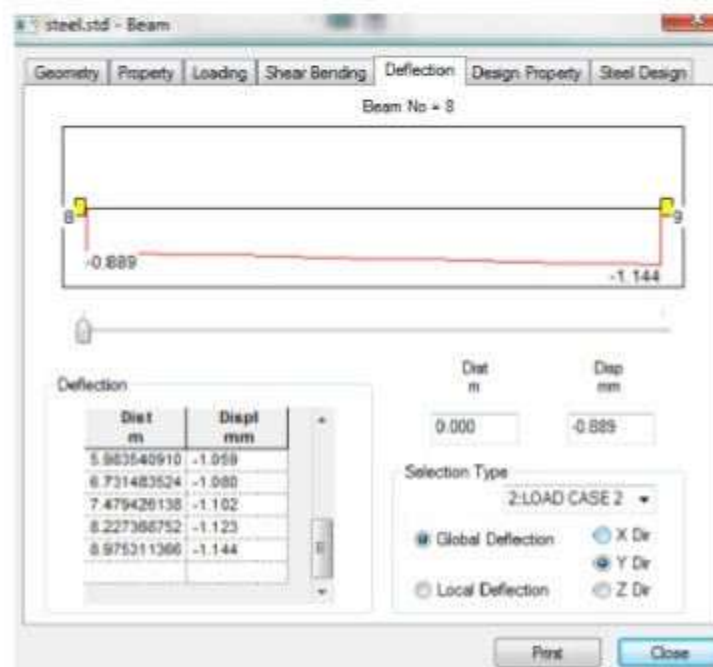 steel.std - Beam
Geometry Property Loading Shear Bending Deflection Design Property Steel Design
Beam No = 8
8 9
-0.889
-1.144
Dist Disp
m mm
Deflection
Dist Displ
m mm
0.000 -0.889
5.983540910 -1.059
6.731483524 -1.080
Selection Type
7.479426138 -1.102
2:LOAD CASE 2
8.227368752 -1.123
Global Deflection X Dir
8.975311366 -1.144
Y Dir
Local Deflection Z Dir
Print Close